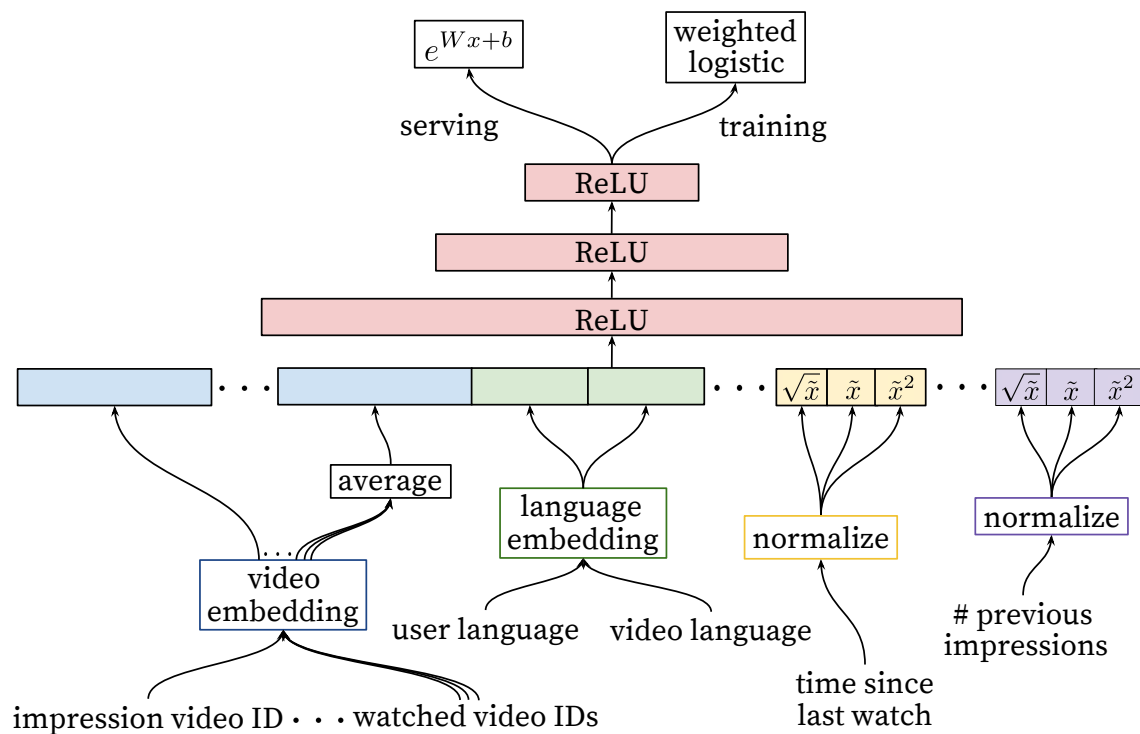 e^{Wx+b}
weighted
logistic
serving
training
ReLU
ReLU
ReLU
· · ·
√x̃ x̃ x̃²
· · ·
√x̃ x̃ x̃²
average
language
embedding
normalize
normalize
· · · ·
video
embedding
user language
video language
# previous
impressions
impression video ID · · · watched video IDs
time since
last watch